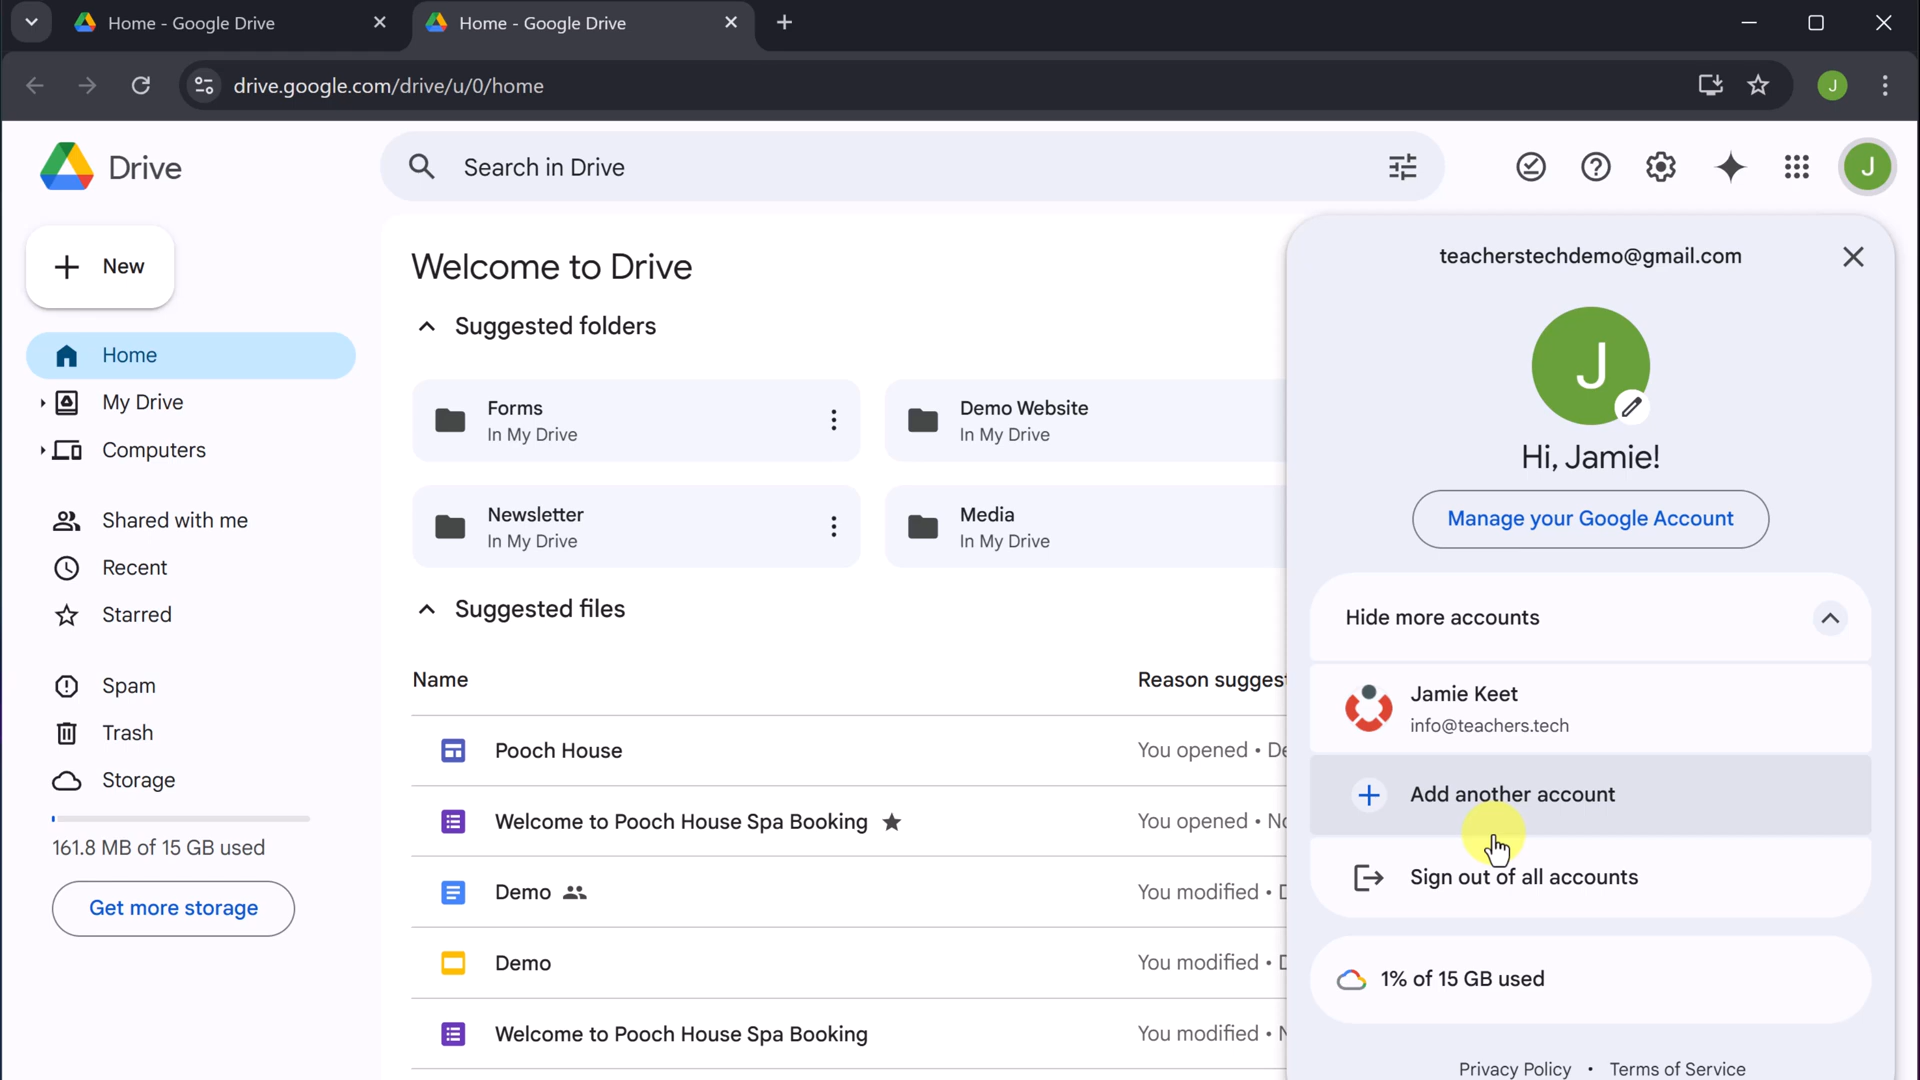 Home - Google Drive
Home - Google Drive
drive.google.com/drive/u/0/home
J
Drive
Search in Drive
J
New
Home
My Drive
Computers
Shared with me
Recent
Starred
Spam
Trash
Storage
161.8 MB of 15 GB used
Get more storage
Welcome to Drive
Suggested folders
Forms
In My Drive
Demo Website
In My Drive
Newsletter
In My Drive
Media
In My Drive
Suggested files
Name
Reason sugges
Pooch House
You opened • De
Welcome to Pooch House Spa Booking
You opened • No
Demo
You modified •
Demo
You modified •
Welcome to Pooch House Spa Booking
You modified •
teacherstechdemo@gmail.com
J
Hi, Jamie!
Manage your Google Account
Hide more accounts
Jamie Keet
info@teachers.tech
Add another account
Sign out of all accounts
1% of 15 GB used
Privacy Policy • Terms of Service